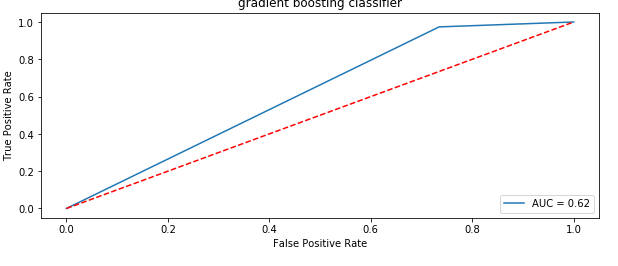 gradient boosting classifier
1.0
0.8
0.6
0.4
0.2
0.0
True Positive Rate
AUC = 0.62
0.0 0.2 0.4 0.6 0.8 1.0
False Positive Rate